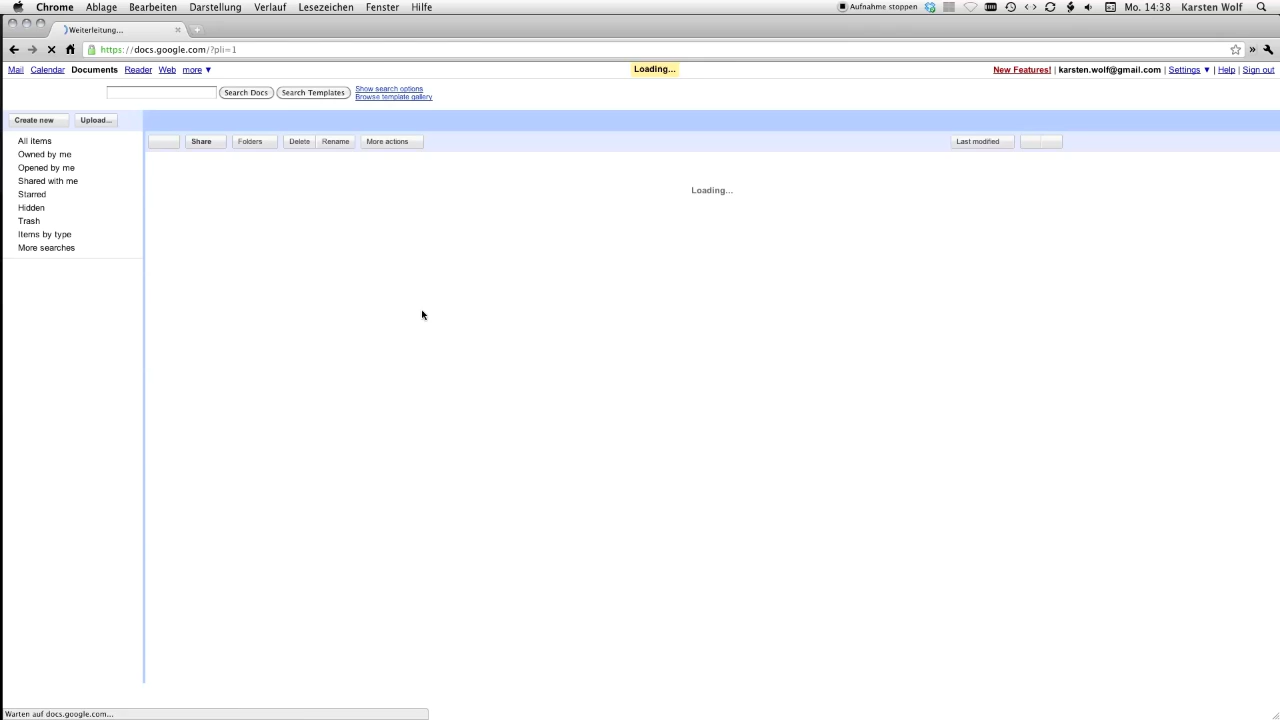 Chrome Ablage Bearbeiten Darstellung Verlauf Lesezeichen Fenster Hilfe Aufnahme stoppen Mo. 14:38 Karsten Wolf
Weiterleitung...
https://docs.google.com/?pli=1
Mail Calendar Documents Reader Web more ▼ Loading... New Features! | karsten.wolf@gmail.com | Settings ▼ | Help | Sign out
Search Docs Search Templates Show search options
Browse template gallery
Create new Upload...
Share Folders Delete Rename More actions Last modified
All items
Owned by me
Opened by me
Shared with me
Starred
Hidden
Trash
Items by type
More searches
Loading...
Warten auf docs.google.com...